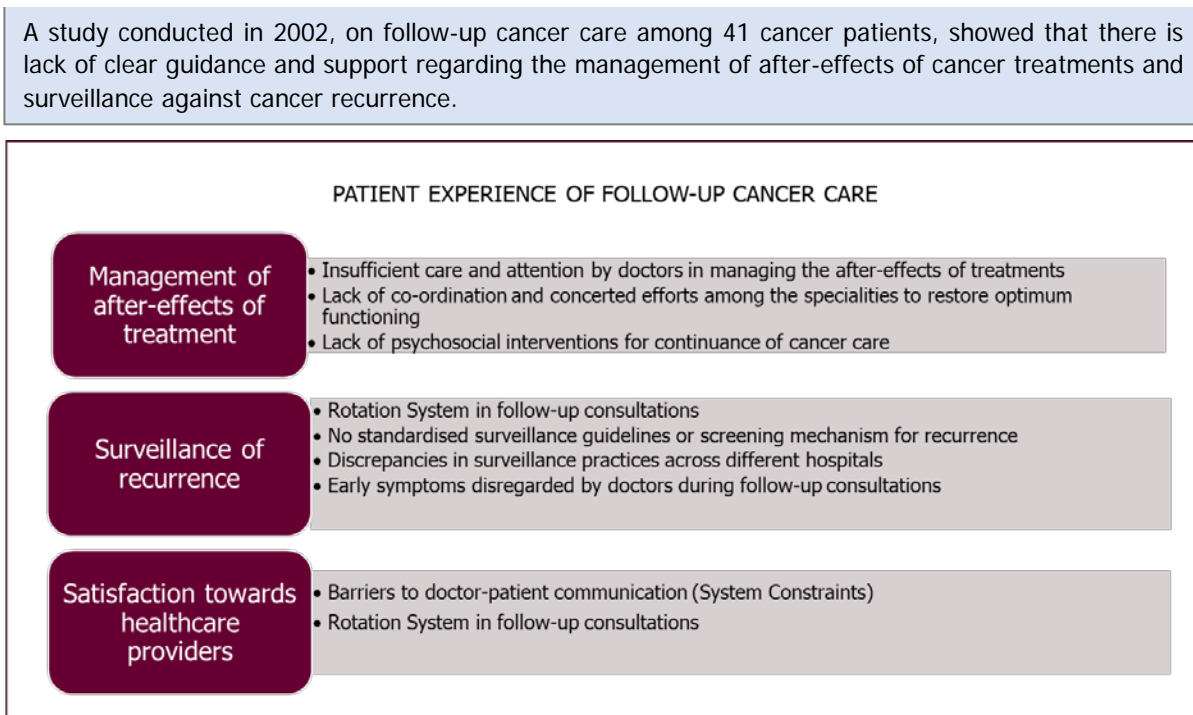 A study conducted in 2002, on follow-up cancer care among 41 cancer patients, showed that there is
lack of clear guidance and support regarding the management of after-effects of cancer treatments and
surveillance against cancer recurrence.
PATIENT EXPERIENCE OF FOLLOW-UP CANCER CARE
Management of
after-effects of
treatment
• Insufficient care and attention by doctors in managing the after-effects of treatments
• Lack of co-ordination and concerted efforts among the specialities to restore optimum
functioning
• Lack of psychosocial interventions for continuance of cancer care
Surveillance of
recurrence
• Rotation System in follow-up consultations
• No standardised surveillance guidelines or screening mechanism for recurrence
• Discrepancies in surveillance practices across different hospitals
• Early symptoms disregarded by doctors during follow-up consultations
Satisfaction towards
healthcare
providers
• Barriers to doctor-patient communication (System Constraints)
• Rotation System in follow-up consultations